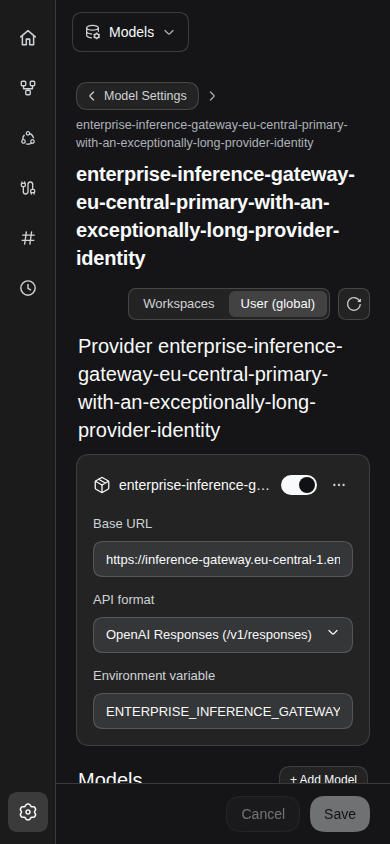 Models
Model Settings
enterprise-inference-gateway-eu-central-primary-
with-an-exceptionally-long-provider-identity
enterprise-inference-gateway-
eu-central-primary-with-an-
exceptionally-long-provider-
identity
Workspaces
User (global)
Provider enterprise-inference-
gateway-eu-central-primary-
with-an-exceptionally-long-
provider-identity
enterprise-inference-g…
Base URL
https://inference-gateway.eu-central-1.en
API format
OpenAI Responses (/v1/responses)
Environment variable
ENTERPRISE_INFERENCE_GATEWAY
Models
+ Add Model
Cancel
Save